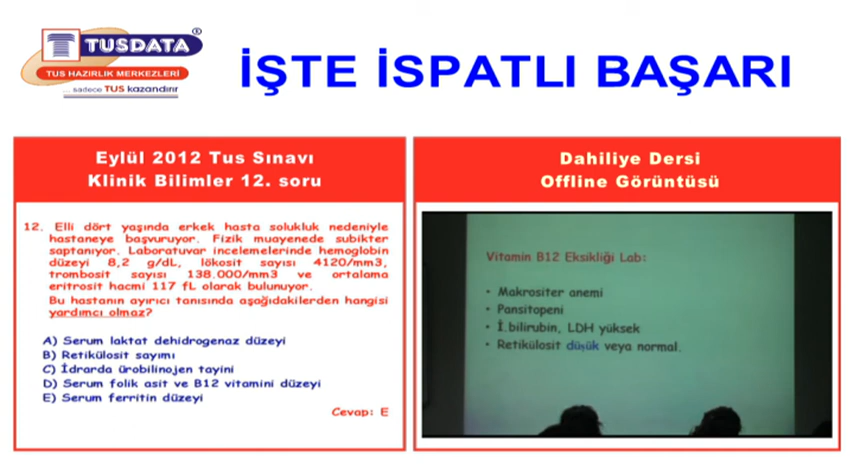 TUSDATA®
TUS HAZIRLIK MERKEZLERİ
... sadece TUS kazandırır
İŞTE İSPATLI BAŞARI
Eylül 2012 Tus Sınavı
Klinik Bilimler 12. soru
12. Elli dört yaşında erkek hasta solukluk nedeniyle
hastaneye başvuruyor. Fizik muayenede subikter
saptanıyor. Laboratuvar incelemelerinde hemoglobin
düzeyi 8,2 g/dL, lökosit sayısı 4120/mm3,
trombosit sayısı 138.000/mm3 ve ortalama
eritrosit hacmi 117 fL olarak bulunuyor.
Bu hastanın ayırıcı tanısında aşağıdakilerden hangisi
yardımcı olmaz?
A) Serum laktat dehidrogenaz düzeyi
B) Retikülosit sayımı
C) İdrarda ürobilinojen tayini
D) Serum folik asit ve B12 vitamini düzeyi
E) Serum ferritin düzeyi
Cevap: E
Dahiliye Dersi
Offline Görüntüsü
Vitamin B12 Eksikliği Lab:
• Makrositer anemi
• Pansitopeni
• İ.bilirubin, LDH yüksek
• Retikülosit düşük veya normal.